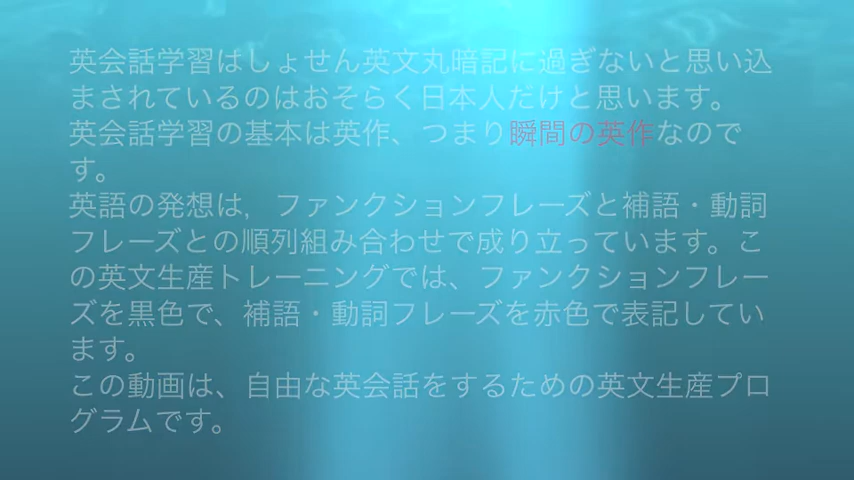 英会話学習はしょせん英文丸暗記に過ぎないと思い込
まされているのはおそらく日本人だけと思います。
英会話学習の基本は英作、つまり瞬間の英作なので
す。
英語の発想は，ファンクションフレーズと補語・動詞
フレーズとの順列組み合わせで成り立っています。こ
の英文生産トレーニングでは、ファンクションフレー
ズを黒色で、補語・動詞フレーズを赤色で表記してい
ます。
この動画は、自由な英会話をするための英文生産プロ
グラムです。